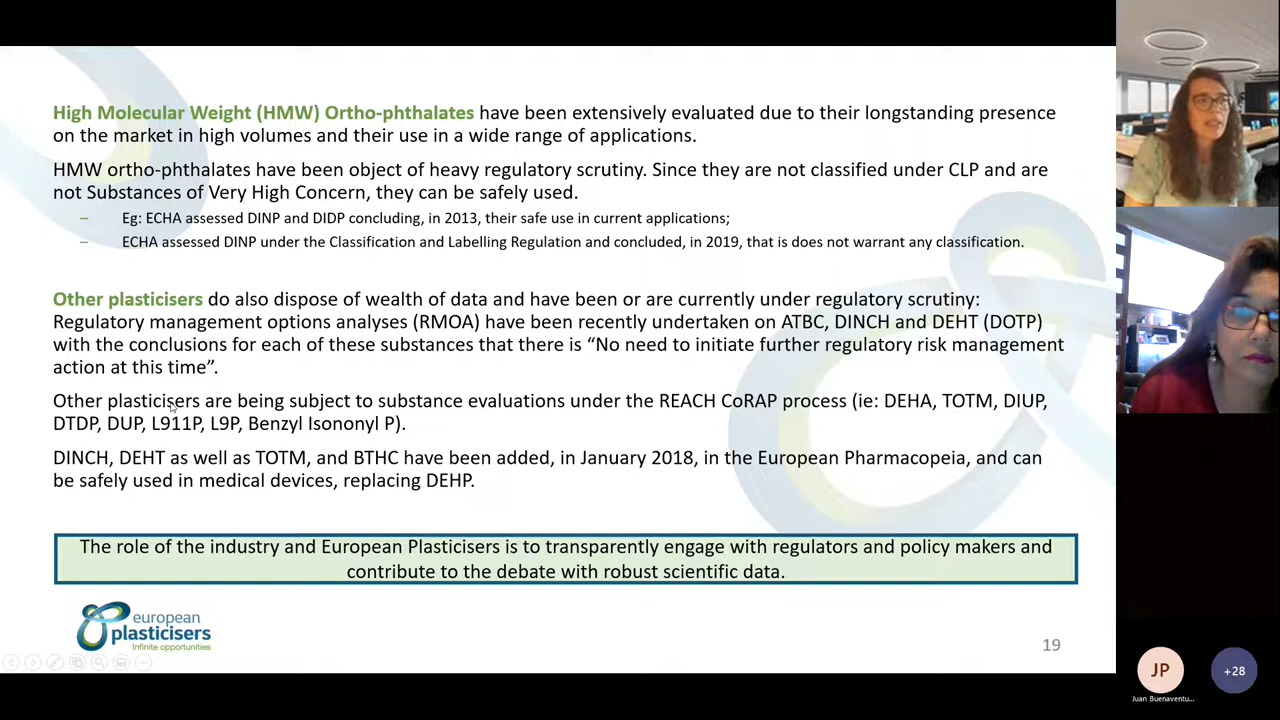 High Molecular Weight (HMW) Ortho-phthalates have been extensively evaluated due to their longstanding presence
on the market in high volumes and their use in a wide range of applications.
HMW ortho-phthalates have been object of heavy regulatory scrutiny. Since they are not classified under CLP and are
not Substances of Very High Concern, they can be safely used.
– Eg: ECHA assessed DINP and DIDP concluding, in 2013, their safe use in current applications;
– ECHA assessed DINP under the Classification and Labelling Regulation and concluded, in 2019, that is does not warrant any classification.
Other plasticisers do also dispose of wealth of data and have been or are currently under regulatory scrutiny:
Regulatory management options analyses (RMOA) have been recently undertaken on ATBC, DINCH and DEHT (DOTP)
with the conclusions for each of these substances that there is “No need to initiate further regulatory risk management
action at this time”.
Other plasticisers are being subject to substance evaluations under the REACH CoRAP process (ie: DEHA, TOTM, DIUP,
DTDP, DUP, L911P, L9P, Benzyl Isononyl P).
DINCH, DEHT as well as TOTM, and BTHC have been added, in January 2018, in the European Pharmacopeia, and can
be safely used in medical devices, replacing DEHP.
The role of the industry and European Plasticisers is to transparently engage with regulators and policy makers and
contribute to the debate with robust scientific data.
european
plasticisers
Infinite opportunities
19
JP
+28
Juan Buenaventu...